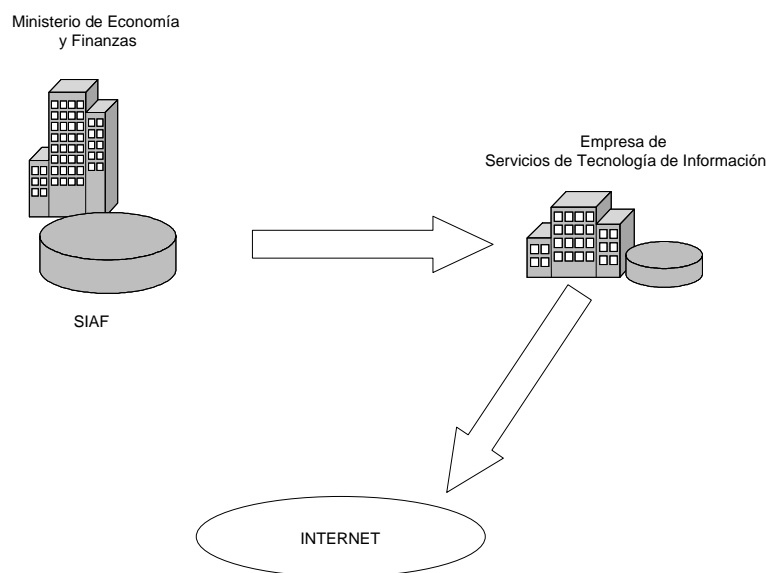 Ministerio de Economía
y Finanzas
Empresa de
Servicios de Tecnología de Información
SIAF
INTERNET